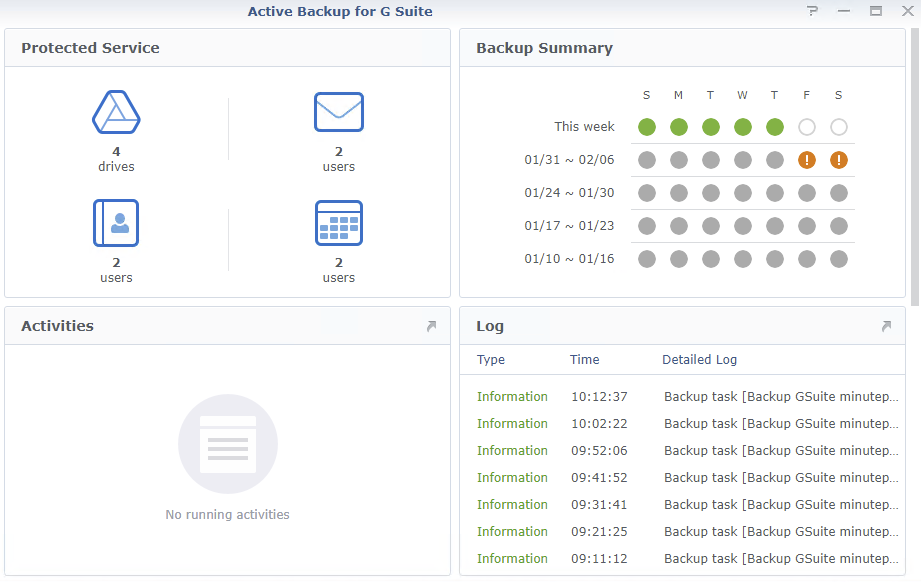 Active Backup for G Suite
Protected Service
4
drives
2
users
2
users
2
users
Backup Summary
S M T W T F S
This week
01/31 ~ 02/06 ! !
01/24 ~ 01/30
01/17 ~ 01/23
01/10 ~ 01/16
Activities
No running activities
Log
Type Time Detailed Log
Information 10:12:37 Backup task [Backup GSuite minutep...
Information 10:02:22 Backup task [Backup GSuite minutep...
Information 09:52:06 Backup task [Backup GSuite minutep...
Information 09:41:52 Backup task [Backup GSuite minutep...
Information 09:31:41 Backup task [Backup GSuite minutep...
Information 09:21:25 Backup task [Backup GSuite minutep...
Information 09:11:12 Backup task [Backup GSuite minutep...